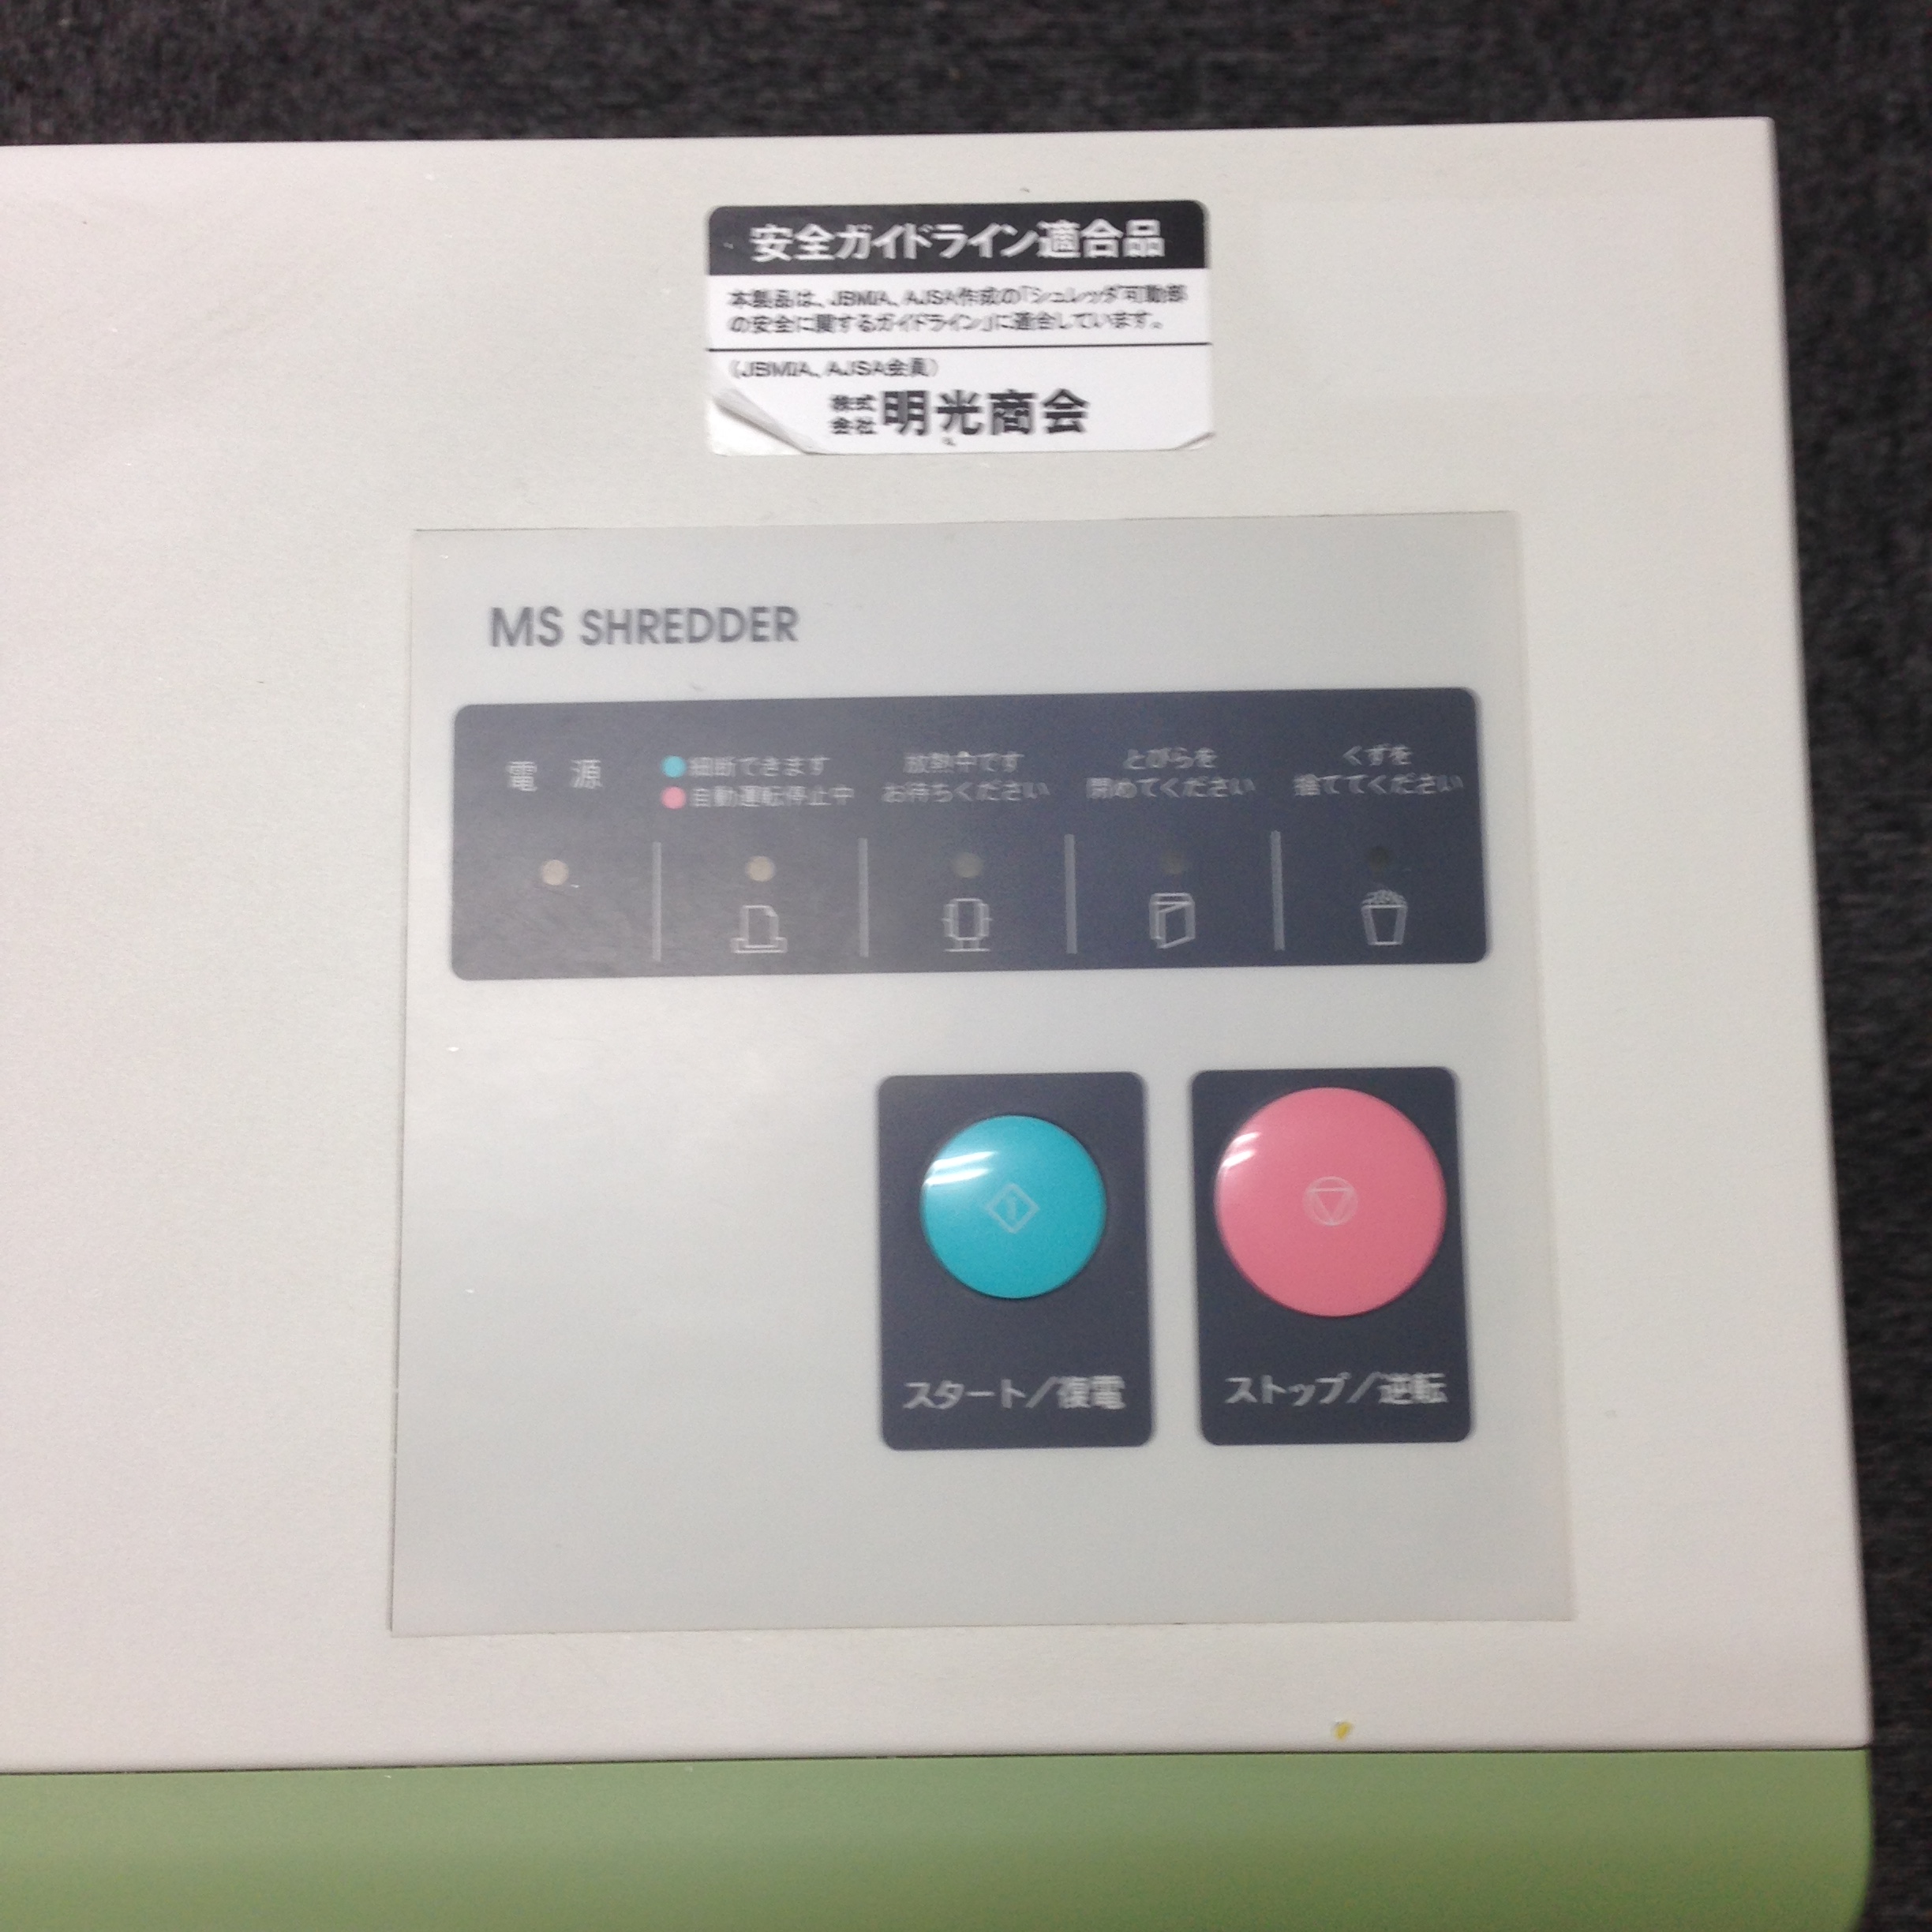 安全ガイドライン適合品
本製品は、JBMIA、AJSA作成の「シュレッダ可動部
の安全に関するガイドライン」に適合しています。
(JBMIA、AJSA会員)
株式会社 明光商会
MS SHREDDER
電 源
細断できます
自動運転停止中
放熱中です
お待ちください
とびらを
閉めてください
くずを
捨ててください
スタート/復電
ストップ/逆転